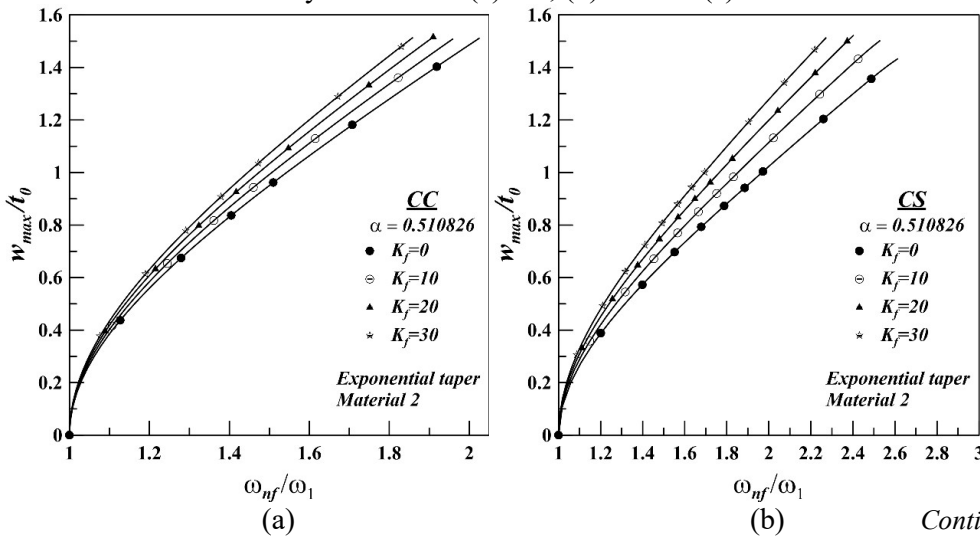 1.6
1.4
1.2
1
0.8
0.6
0.4
0.2
0
w_max/t_0
CC
α = 0.510826
K_f=0
K_f=10
K_f=20
K_f=30
Exponential taper
Material 2
1 1.2 1.4 1.6 1.8 2
ω_nf/ω_1
(a)
1.6
1.4
1.2
1
0.8
0.6
0.4
0.2
0
w_max/t_0
CS
α = 0.510826
K_f=0
K_f=10
K_f=20
K_f=30
Exponential taper
Material 2
1 1.2 1.4 1.6 1.8 2 2.2 2.4 2.6 2.8 3
ω_nf/ω_1
(b)
Conti